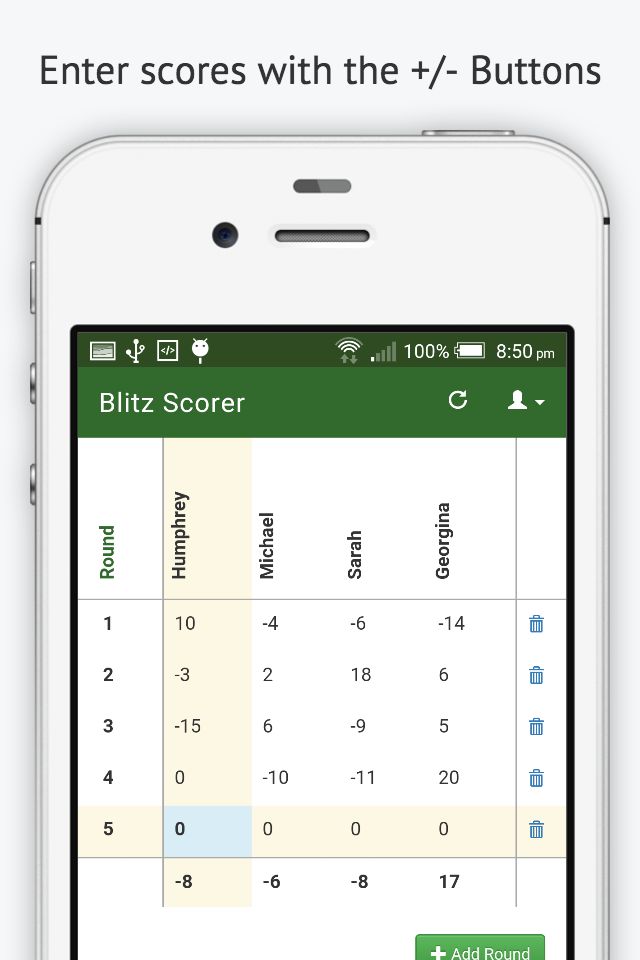 Enter scores with the +/- Buttons
100% 8:50 pm
Blitz Scorer
Round Humphrey Michael Sarah Georgina
1 10 -4 -6 -14
2 -3 2 18 6
3 -15 6 -9 5
4 0 -10 -11 20
5 0 0 0 0
-8 -6 -8 17
+ Add Round